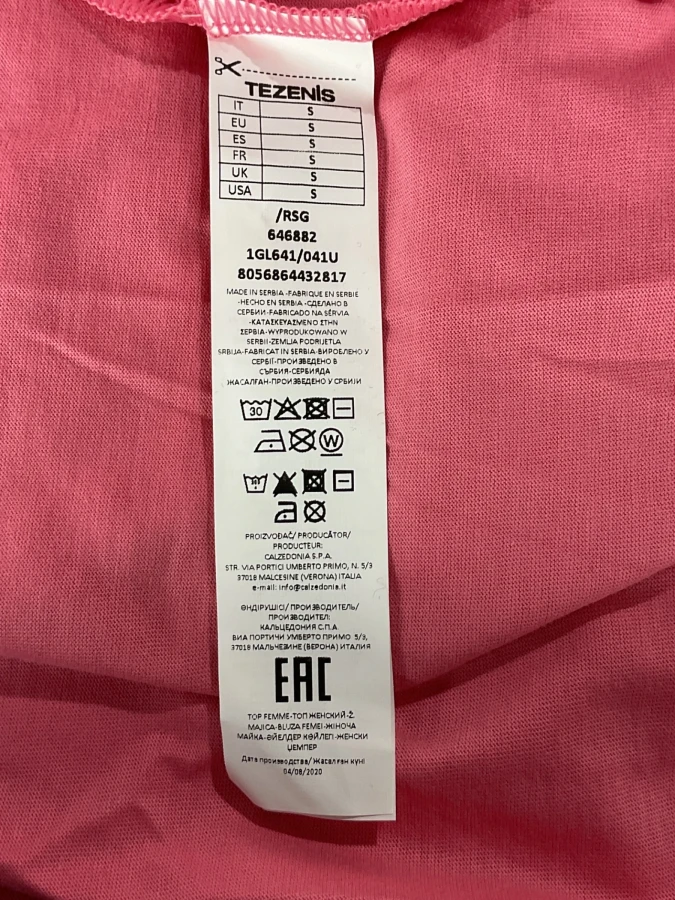 TEZENIS
IT S
EU S
ES S
FR S
UK S
USA S
/RSG
646882
1GL641/041U
8056864432817
MADE IN SERBIA-FABRIQUE EN SERBIE
-HECHO EN SERBIA-СДЕЛАНО В
СЕРБИИ-FABRICADO NA SÉRVIA
-ΚΑΤΑΣΚΕΥΑΣΜΕΝΟ ΣΤΗΝ
ΣΕΡΒΙΑ-WYPRODUKOWANO W
SERBII-ZEMLJA PODRIJETLA
SRBIJA-FABRICAT IN SERBIA-ВИРОБЛЕНО У
СЕРБІЇ-ПРОИЗВЕДЕНО В
СЪРБИЯ-СЕРБИЯДА
ЖАСАЛҒАН-ПРОИЗВЕДЕНО У СРБИЈИ
30
W
PROIZVOĐAČ/ PRODUCĂTOR/
PRODUCTEUR:
CALZEDONIA S.P.A.
STR. VIA PORTICI UMBERTO PRIMO, N. 5/3
37018 MALCESINE (VERONA) ITALIA
e-mail: info@calzedonia.it
ӨНДІРУШІСІ/ ПРОИЗВОДИТЕЛЬ/
ПРОИЗВОДИТЕЛ:
КАЛЬЦЕДОНИЯ С.П.А.
ВИА ПОРТИЧИ УМБЕРТО ПРИМО 5/3,
37018 МАЛЬЧЕЗИНЕ (ВЕРОНА) ИТАЛИЯ
EAC
TOP FEMME-ТОП ЖЕНСКИЙ-Ž.
MAJICA-BLUZA FEMEI-ЖІНОЧА
МАЙКА-ӘЙЕЛДЕР КӨЙЛЕГІ-ЖЕНСКИ
ЏЕМПЕР
Дата производства/ Жасалған күні
04/08/2020